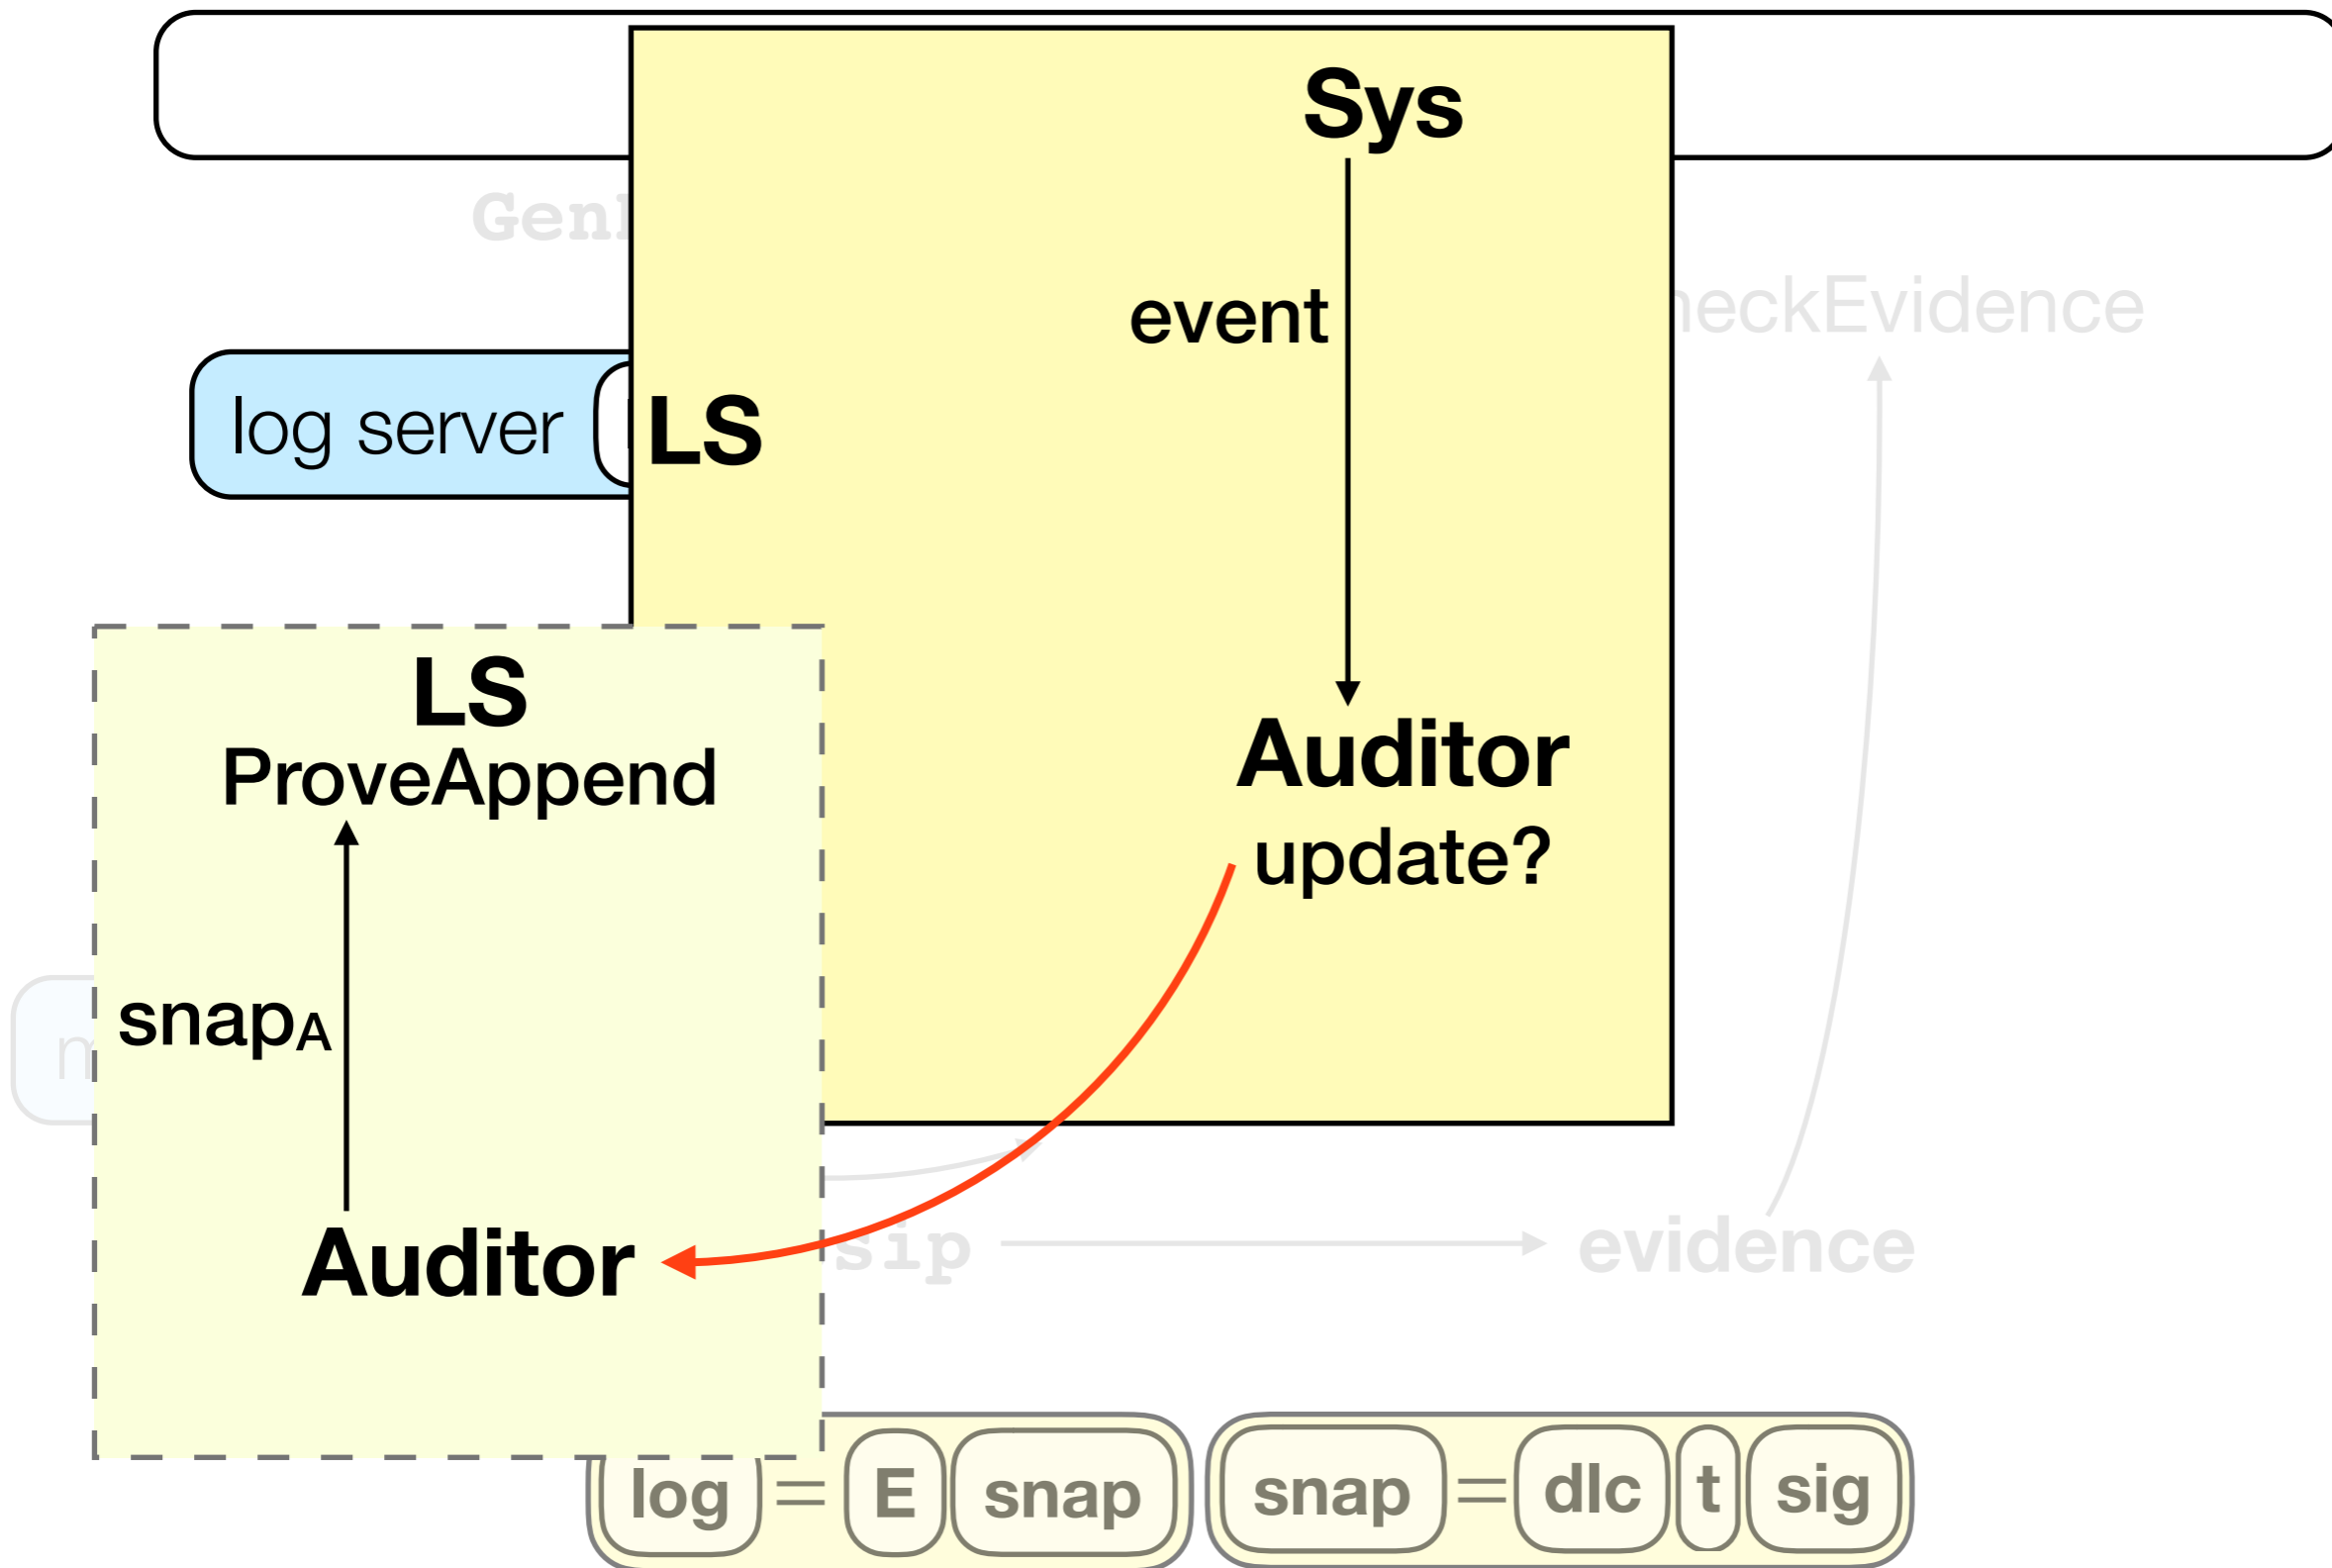 Sys
event
log server
LS
LS
ProveAppend
Auditor
update?
snapA
Auditor
evidence
log = E snap
snap = dlc t sig